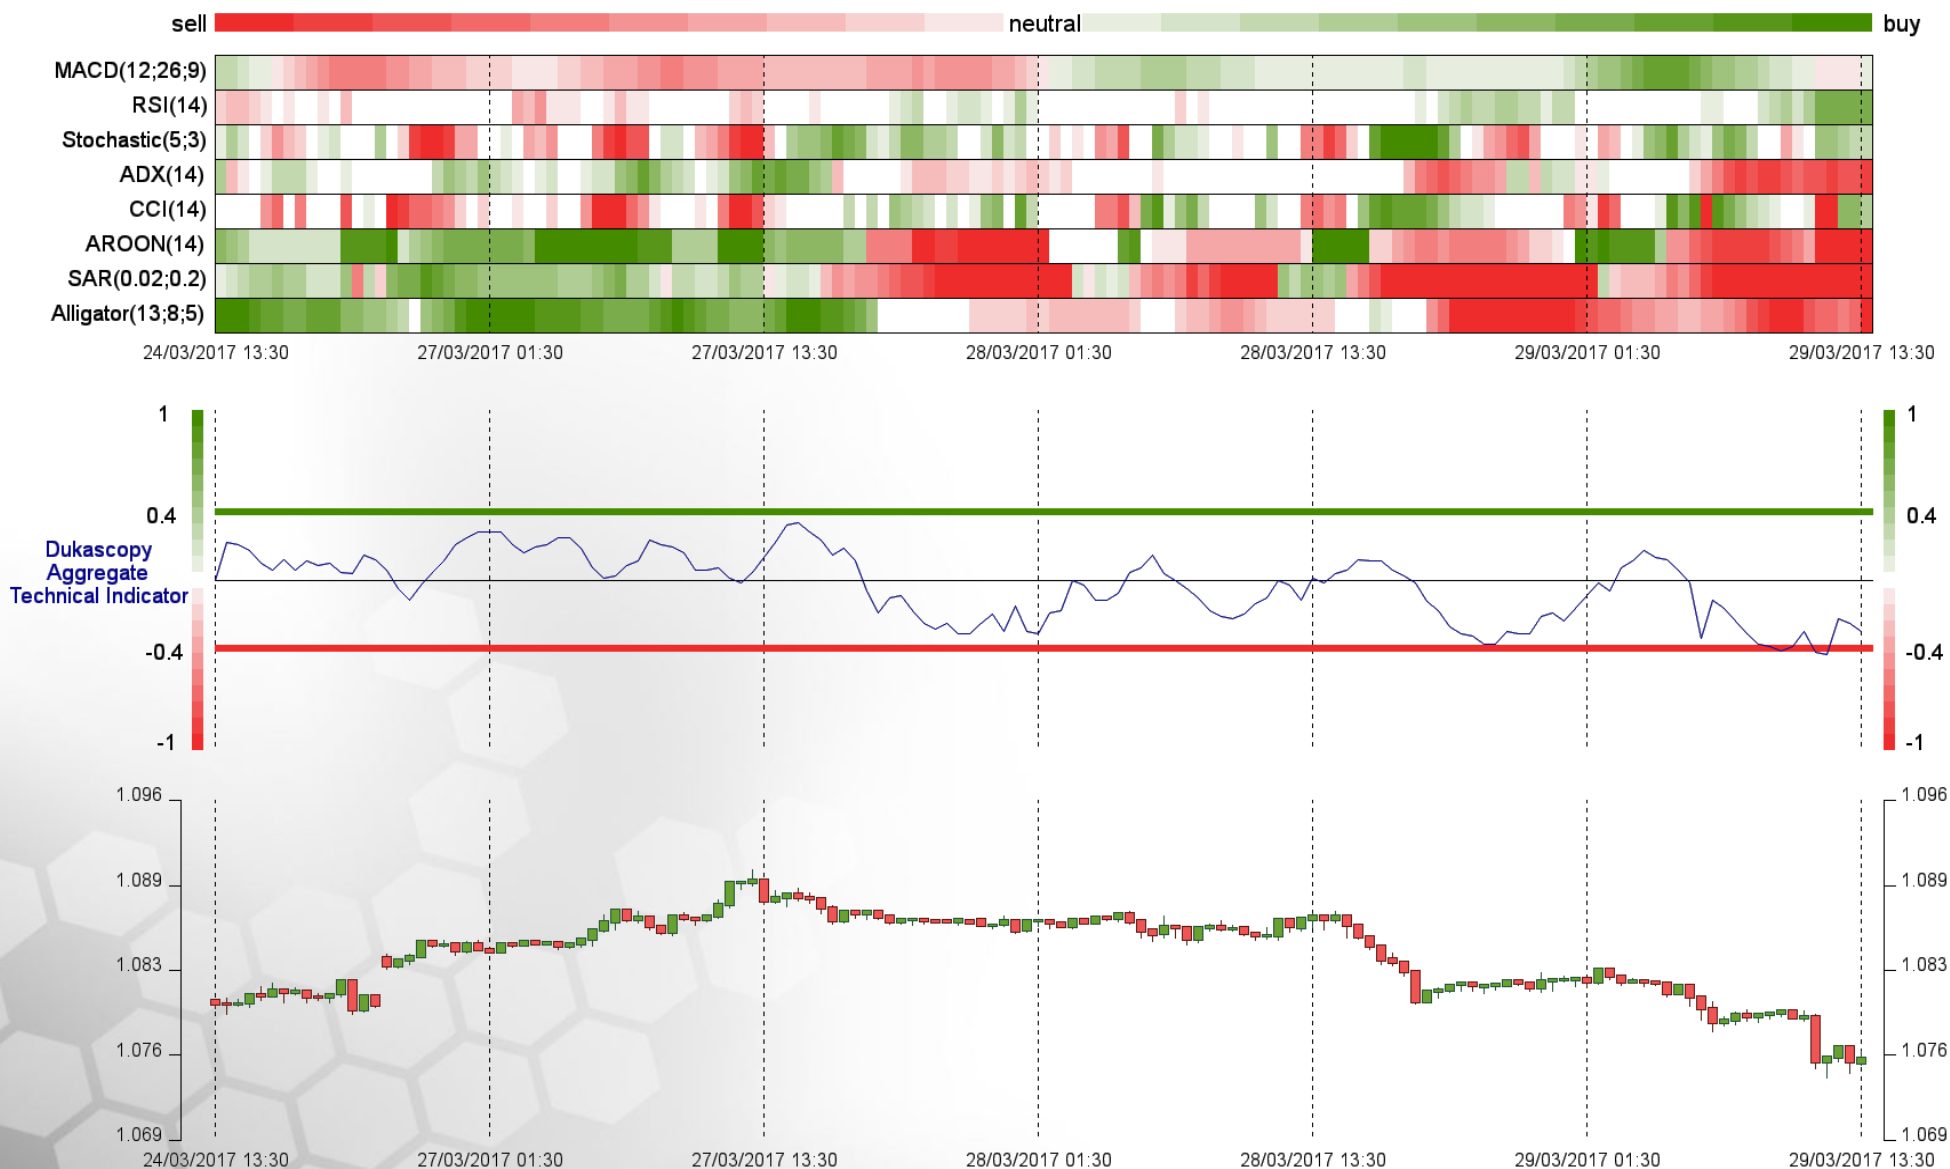 sell neutral buy
MACD(12;26;9)
RSI(14)
Stochastic(5;3)
ADX(14)
CCI(14)
AROON(14)
SAR(0.02;0.2)
Alligator(13;8;5)
24/03/2017 13:30 27/03/2017 01:30 27/03/2017 13:30 28/03/2017 01:30 28/03/2017 13:30 29/03/2017 01:30 29/03/2017 13:30
1 1
0.4 0.4
Dukascopy
Aggregate
Technical Indicator
-0.4 -0.4
-1 -1
1.096 1.096
1.089 1.089
1.083 1.083
1.076 1.076
1.069 1.069
24/03/2017 13:30 27/03/2017 01:30 27/03/2017 13:30 28/03/2017 01:30 28/03/2017 13:30 29/03/2017 01:30 29/03/2017 13:30